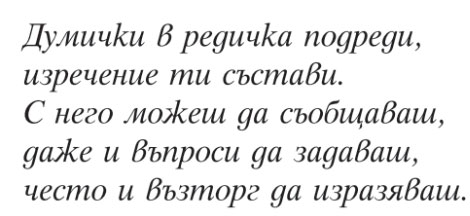 Думички в редичка подреди,
изречение ти състави.
С него можеш да съобщаваш,
даже и въпроси да задаваш,
често и възторг да изразяваш.